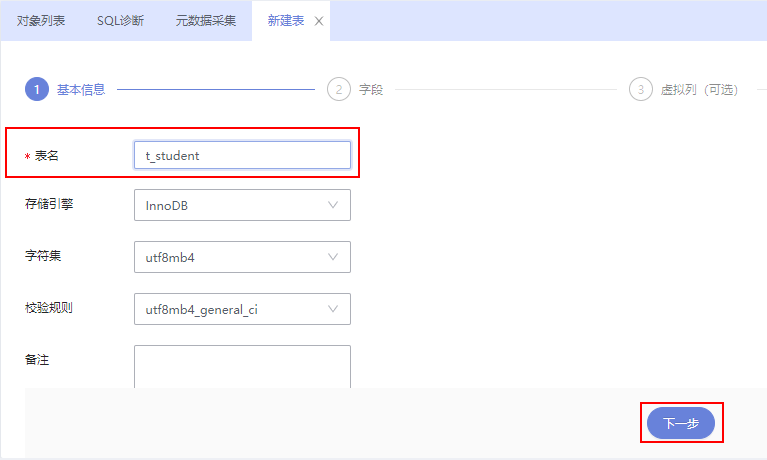 对象列表 SQL诊断 元数据采集 新建表
1 基本信息 2 字段 3 虚拟列（可选）
* 表名 t_student
存储引擎 InnoDB
字符集 utf8mb4
校验规则 utf8mb4_general_ci
备注
下一步